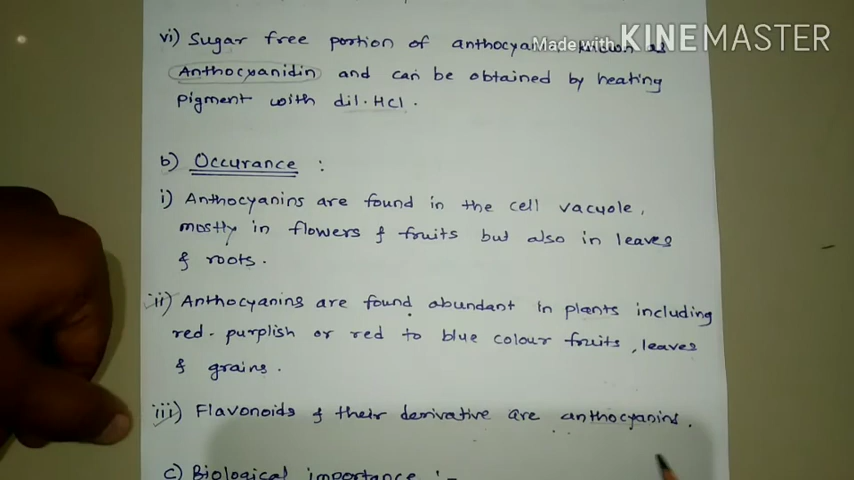 Made with KINEMASTER
vi) Sugar free portion of anthocyan known as
Anthocyanidin and can be obtained by heating
pigment with dil. HCl.
b) Occurance :
i) Anthocyanins are found in the cell vacuole,
mostly in flowers & fruits but also in leaves
& roots.
ii) Anthocyanins are found abundant in plants including
red-purplish or red to blue colour fruits, leaves
& grains.
iii) Flavonoids & their derivative are anthocyanins.
c) Biological importance :-